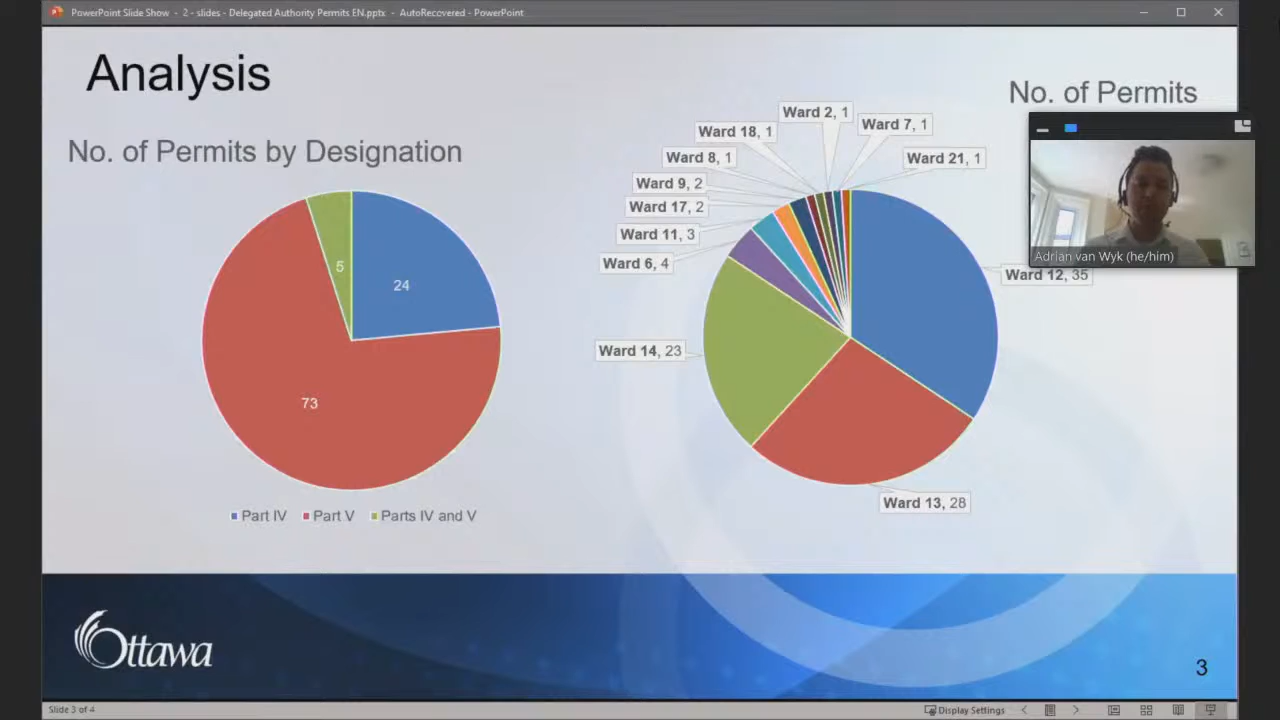 PowerPoint Slide Show - 2 - slides - Delegated Authority Permits EN.pptx - AutoRecovered - PowerPoint
Analysis
No. of Permits
No. of Permits by Designation
Ward 2, 1
Ward 7, 1
Ward 18, 1
Ward 8, 1
Ward 21, 1
Ward 9, 2
Ward 17, 2
Ward 11, 3
Ward 6, 4
Adrian van Wyk (he/him)
Ward 12, 35
5
24
Ward 14, 23
73
Ward 13, 28
Part IV Part V Parts IV and V
Ottawa
3
Slide 3 of 4
Display Settings